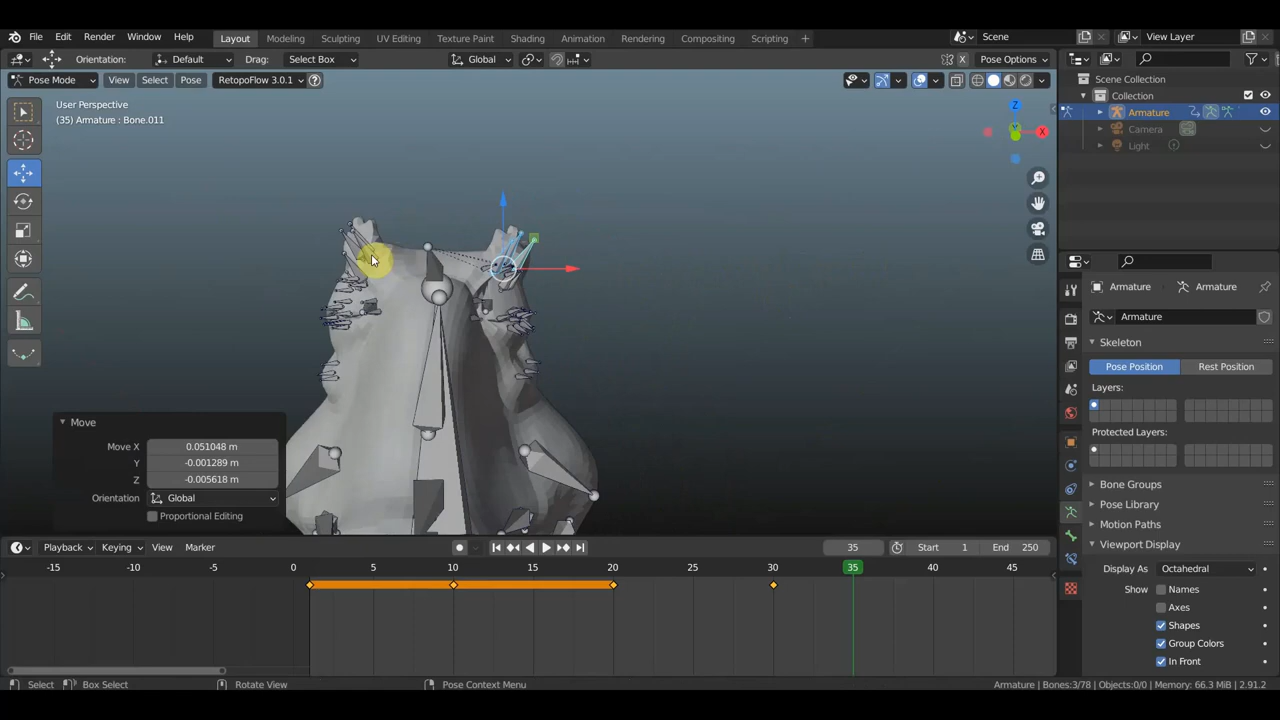 File Edit Render Window Help Layout Modeling Sculpting UV Editing Texture Paint Shading Animation Rendering Compositing Scripting + Scene View Layer
Orientation: Default Drag: Select Box Global X Pose Options
Pose Mode View Select Pose RetopoFlow 3.0.1
User Perspective
(35) Armature : Bone.011
Z
Y
X
Scene Collection
Collection
Armature
Camera
Light
Armature Armature
Armature
Skeleton
Pose Position Rest Position
Layers:
Protected Layers:
Bone Groups
Pose Library
Motion Paths
Viewport Display
Display As Octahedral
Show Names
Axes
Shapes
Group Colors
In Front
Move
Move X 0.051048 m
Y -0.001289 m
Z -0.005618 m
Orientation Global
Proportional Editing
Playback Keying View Marker 35 Start 1 End 250
-15 -10 -5 0 5 10 15 20 25 30 35 40 45
Select Box Select Rotate View Pose Context Menu Armature | Bones:3/78 | Objects:0/0 | Memory: 66.3 MiB | 2.91.2